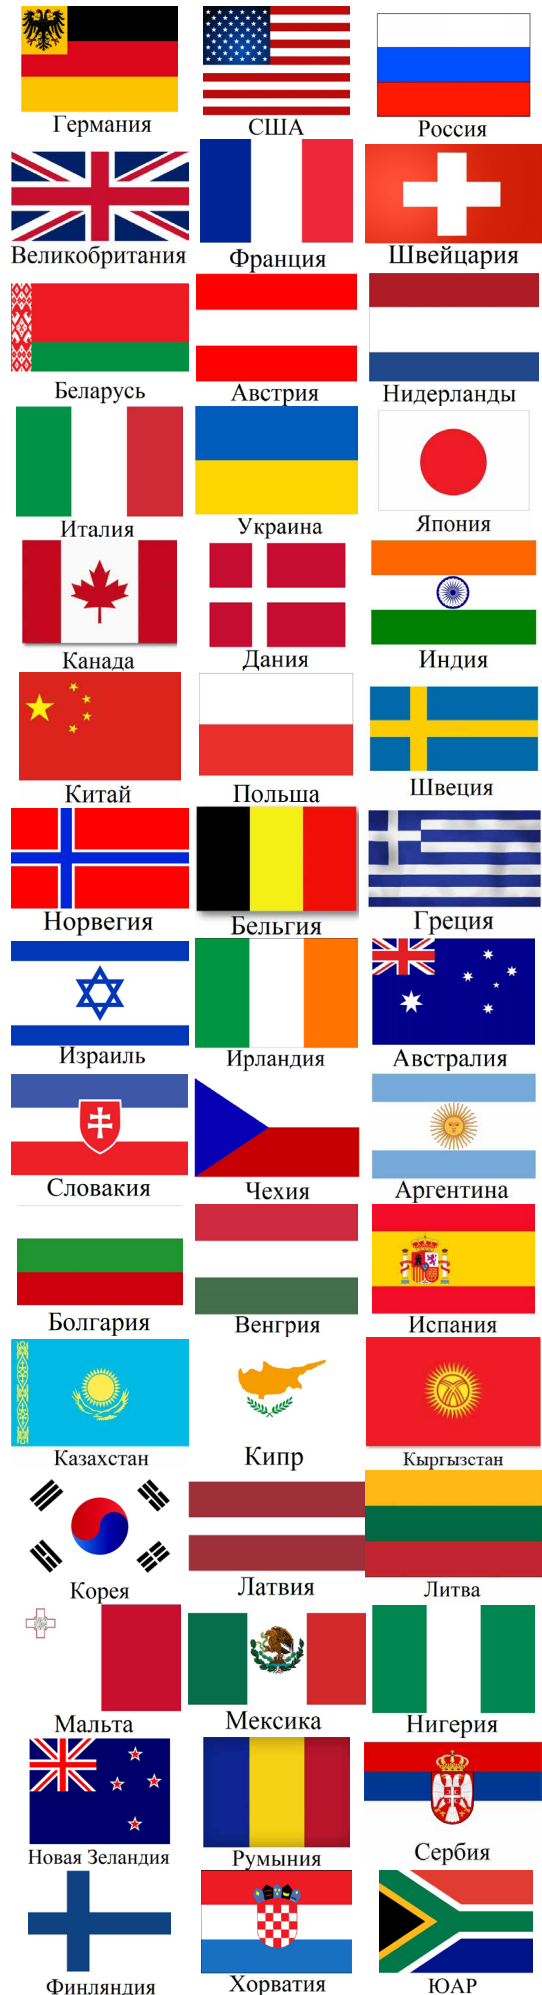 Германия
США
Россия
Великобритания
Франция
Швейцария
Беларусь
Австрия
Нидерланды
Италия
Украина
Япония
Канада
Дания
Индия
Китай
Польша
Швеция
Норвегия
Бельгия
Греция
Израиль
Ирландия
Австралия
Словакия
Чехия
Аргентина
Болгария
Венгрия
Испания
Казахстан
Кипр
Кыргызстан
Корея
Латвия
Литва
Мальта
Мексика
Нигерия
Новая Зеландия
Румыния
Сербия
Финляндия
Хорватия
ЮАР